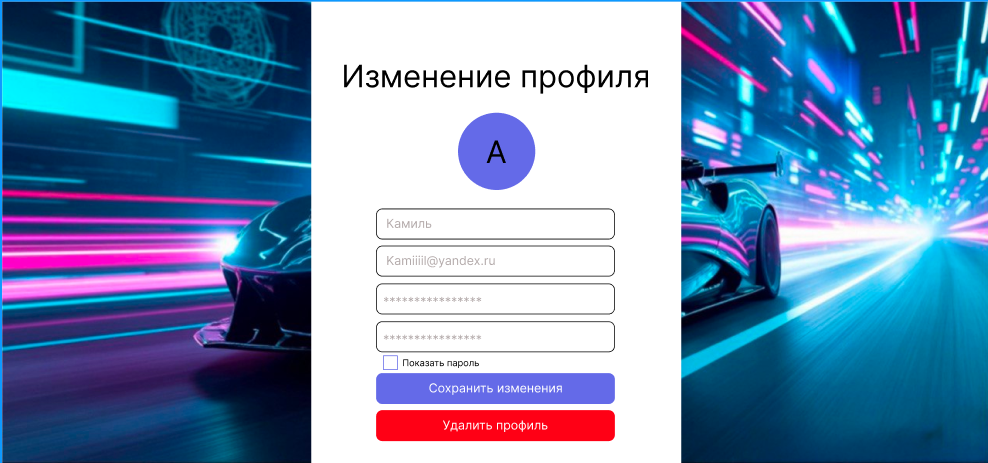 Изменение профиля
A
Камиль
Kamiiiil@yandex.ru
****************
****************
Показать пароль
Сохранить изменения
Удалить профиль